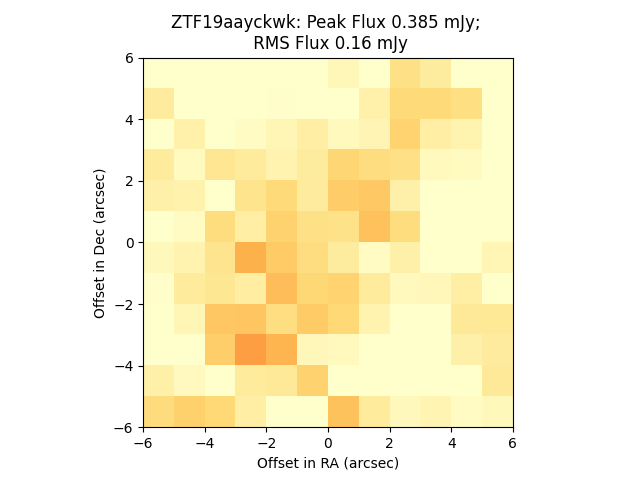 ZTF19aayckwk: Peak Flux 0.385 mJy;
RMS Flux 0.16 mJy
6
4
2
0
−2
−4
−6
Offset in Dec (arcsec)
−6 −4 −2 0 2 4 6
Offset in RA (arcsec)